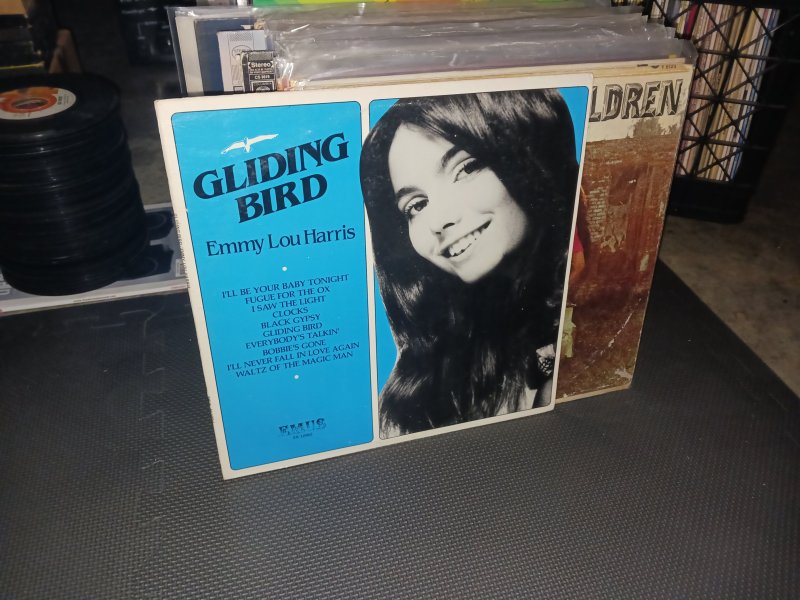 GLIDING
BIRD
Emmy Lou Harris
I'LL BE YOUR BABY TONIGHT
FUGUE FOR THE OX
I SAW THE LIGHT
CLOCKS
BLACK GYPSY
GLIDING BIRD
EVERYBODY'S TALKIN'
BOBBIE'S GONE
I'LL NEVER FALL IN LOVE AGAIN
WALTZ OF THE MAGIC MAN
EMUS
Stereo
LDREN